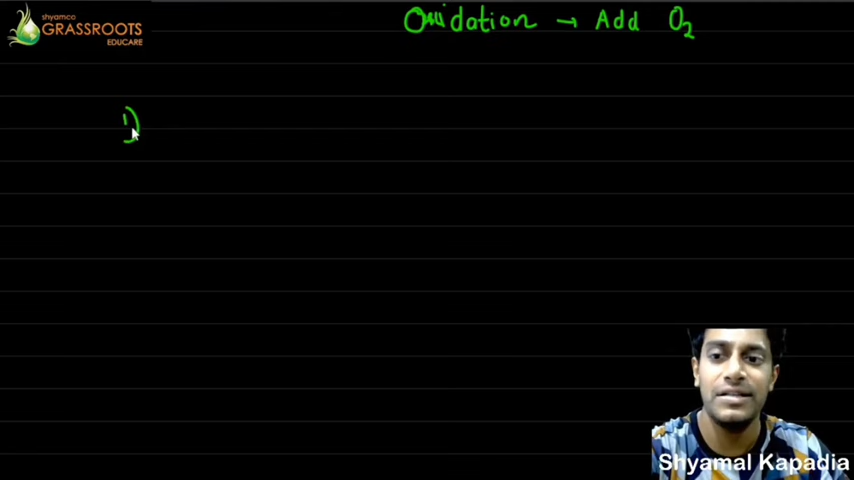 shyamco
GRASSROOTS
EDUCARE
Oxidation → Add O₂
1)
Shyamal Kapadia